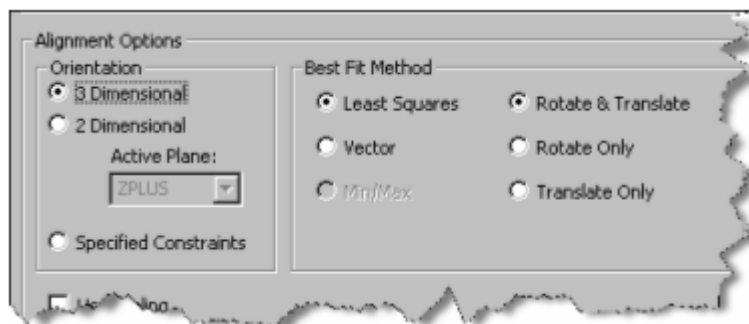 Alignment Options
Orientation
3 Dimensional
2 Dimensional
Active Plane:
ZPLUS
Specified Constraints
Best Fit Method
Least Squares
Rotate & Translate
Vector
Rotate Only
Min/Max
Translate Only